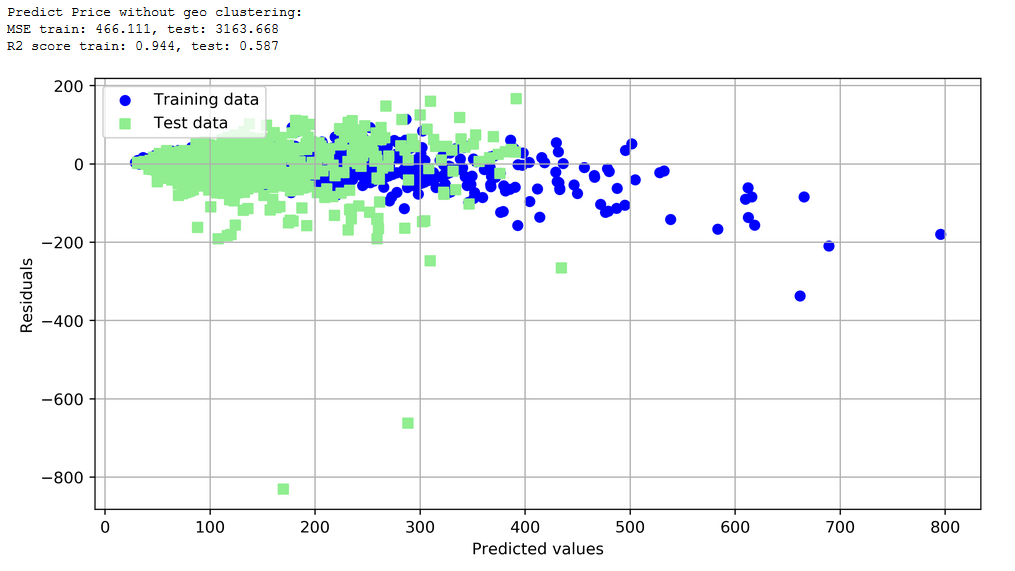 Predict Price without geo clustering:
MSE train: 466.111, test: 3163.668
R2 score train: 0.944, test: 0.587
Training data
Test data
200
0
−200
−400
−600
−800
Residuals
0 100 200 300 400 500 600 700 800
Predicted values